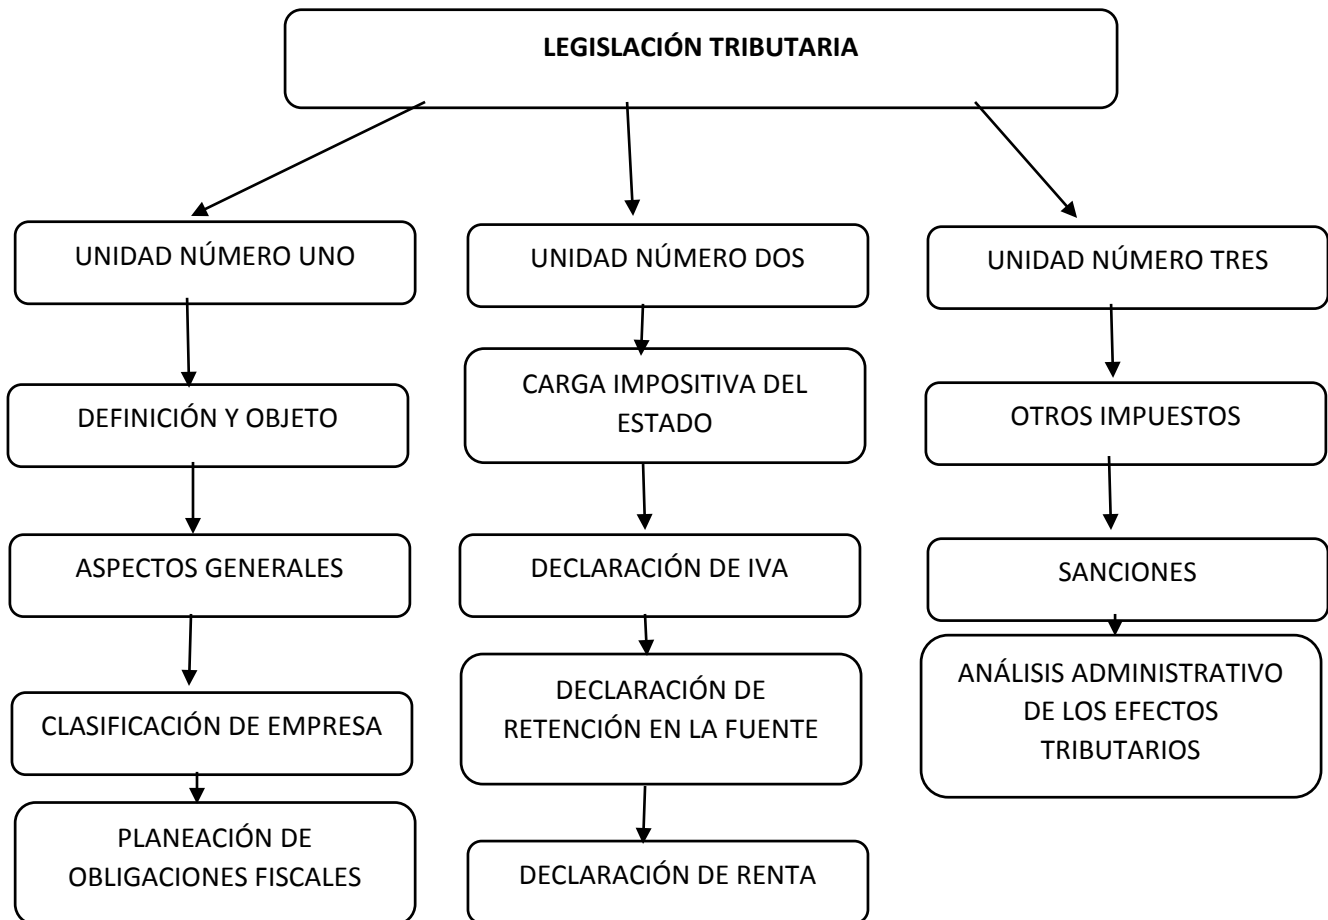 LEGISLACIÓN TRIBUTARIA
UNIDAD NÚMERO UNO
DEFINICIÓN Y OBJETO
ASPECTOS GENERALES
CLASIFICACIÓN DE EMPRESA
PLANEACIÓN DE
OBLIGACIONES FISCALES
UNIDAD NÚMERO DOS
CARGA IMPOSITIVA DEL
ESTADO
DECLARACIÓN DE IVA
DECLARACIÓN DE
RETENCIÓN EN LA FUENTE
DECLARACIÓN DE RENTA
UNIDAD NÚMERO TRES
OTROS IMPUESTOS
SANCIONES
ANÁLISIS ADMINISTRATIVO
DE LOS EFECTOS
TRIBUTARIOS